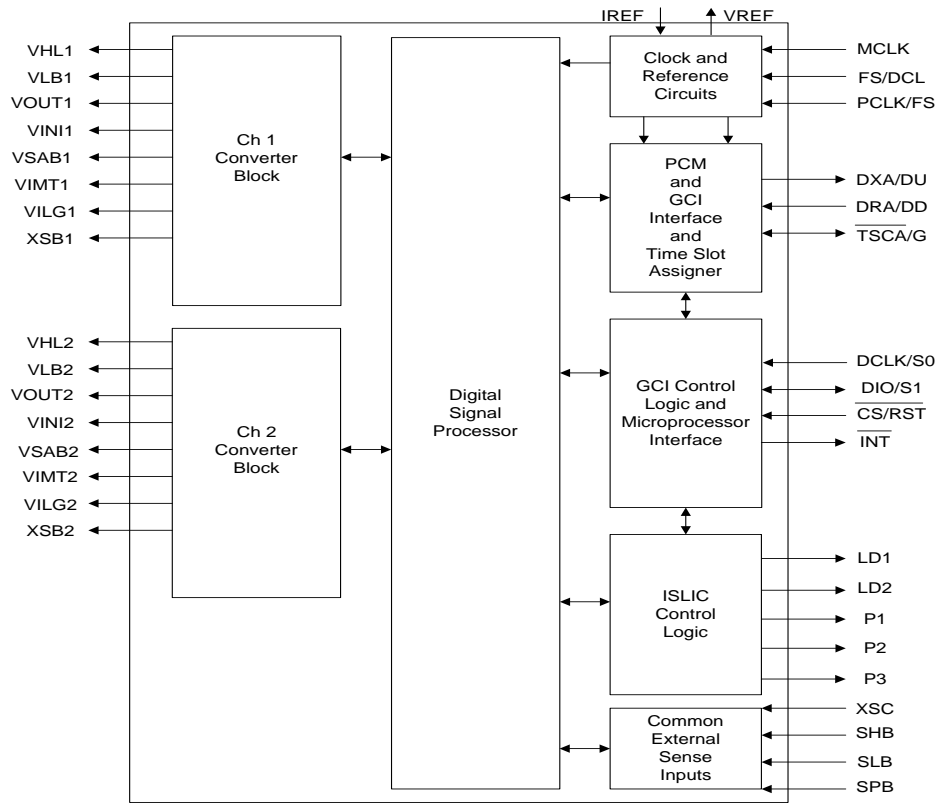 IREF
VREF
VHL1
VLB1
VOUT1
VINI1
VSAB1
VIMT1
VILG1
XSB1
Ch 1
Converter
Block
VHL2
VLB2
VOUT2
VINI2
VSAB2
VIMT2
VILG2
XSB2
Ch 2
Converter
Block
Digital
Signal
Processor
Clock and
Reference
Circuits
MCLK
FS/DCL
PCLK/FS
PCM
and
GCI
Interface
and
Time Slot
Assigner
DXA/DU
DRA/DD
TSCA/G
GCI Control
Logic and
Microprocessor
Interface
DCLK/S0
DIO/S1
CS/RST
INT
ISLIC
Control
Logic
LD1
LD2
P1
P2
P3
Common
External
Sense
Inputs
XSC
SHB
SLB
SPB